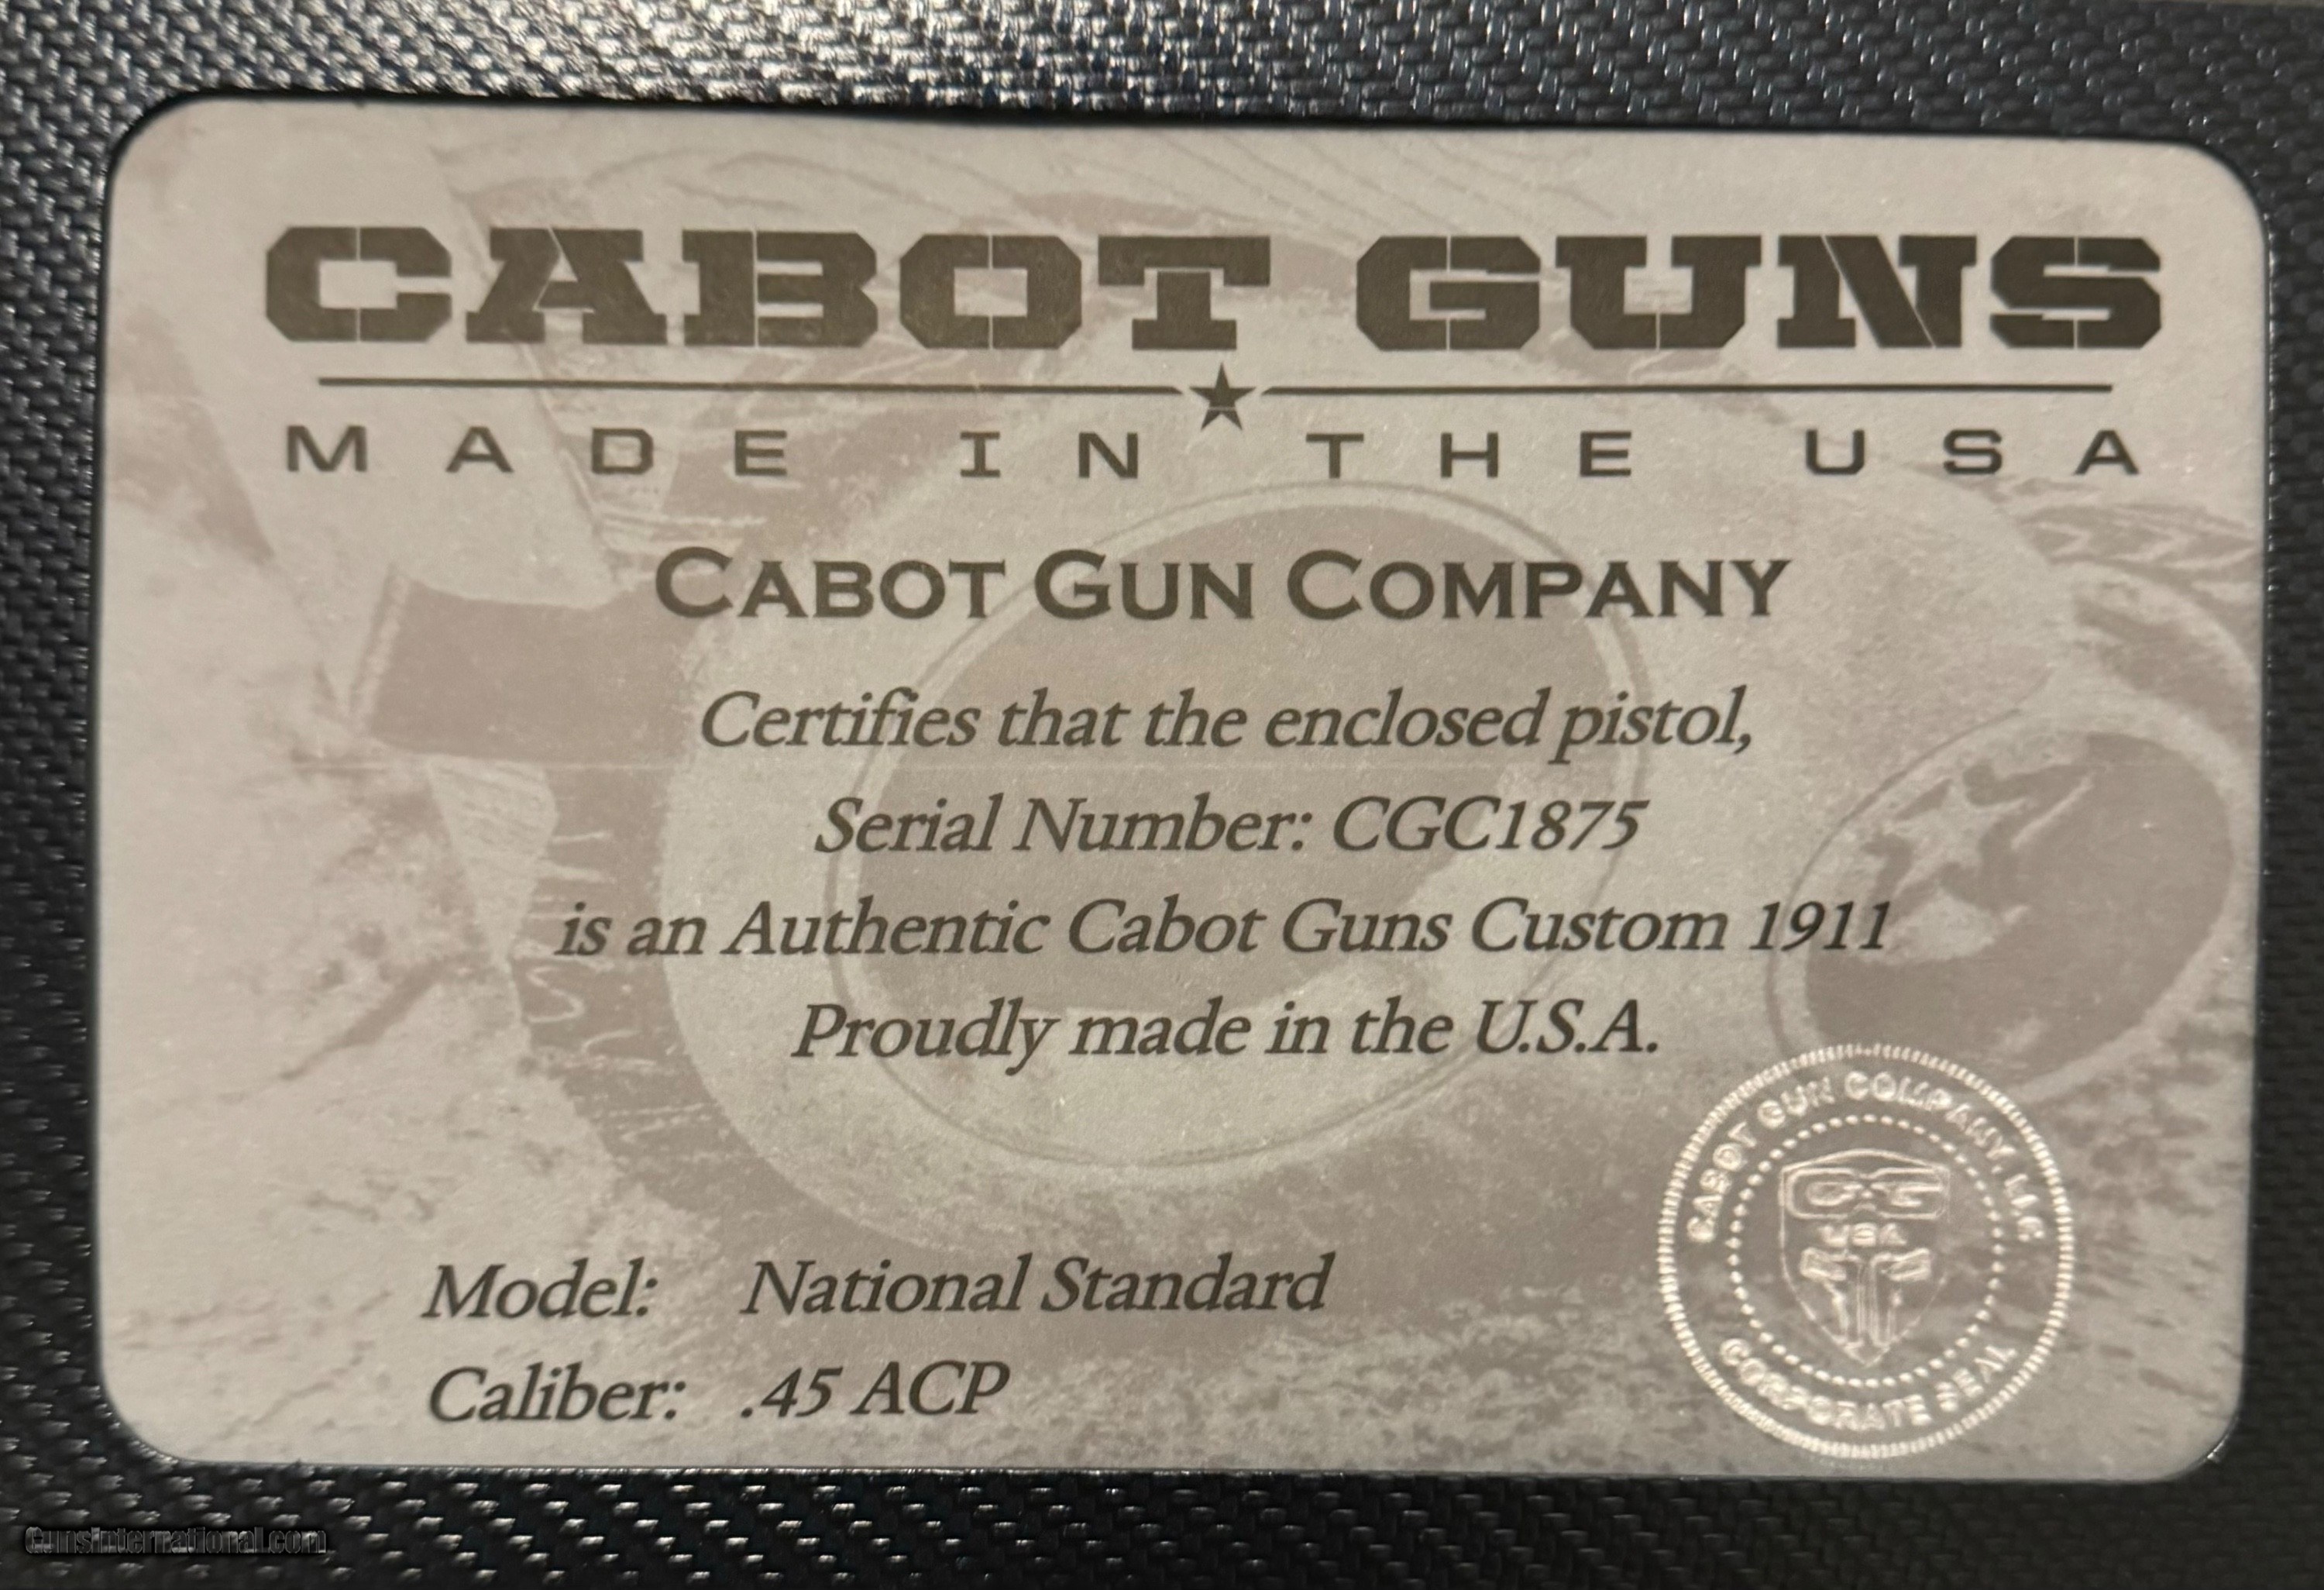 CABOT GUNS
MADE IN THE USA
CABOT GUN COMPANY
Certifies that the enclosed pistol,
Serial Number: CGC1875
is an Authentic Cabot Guns Custom 1911
Proudly made in the U.S.A.
CABOT GUN COMPANY, LLC
USA
CORPORATE SEAL
Model: National Standard
Caliber: .45 ACP
GunsInternational.com